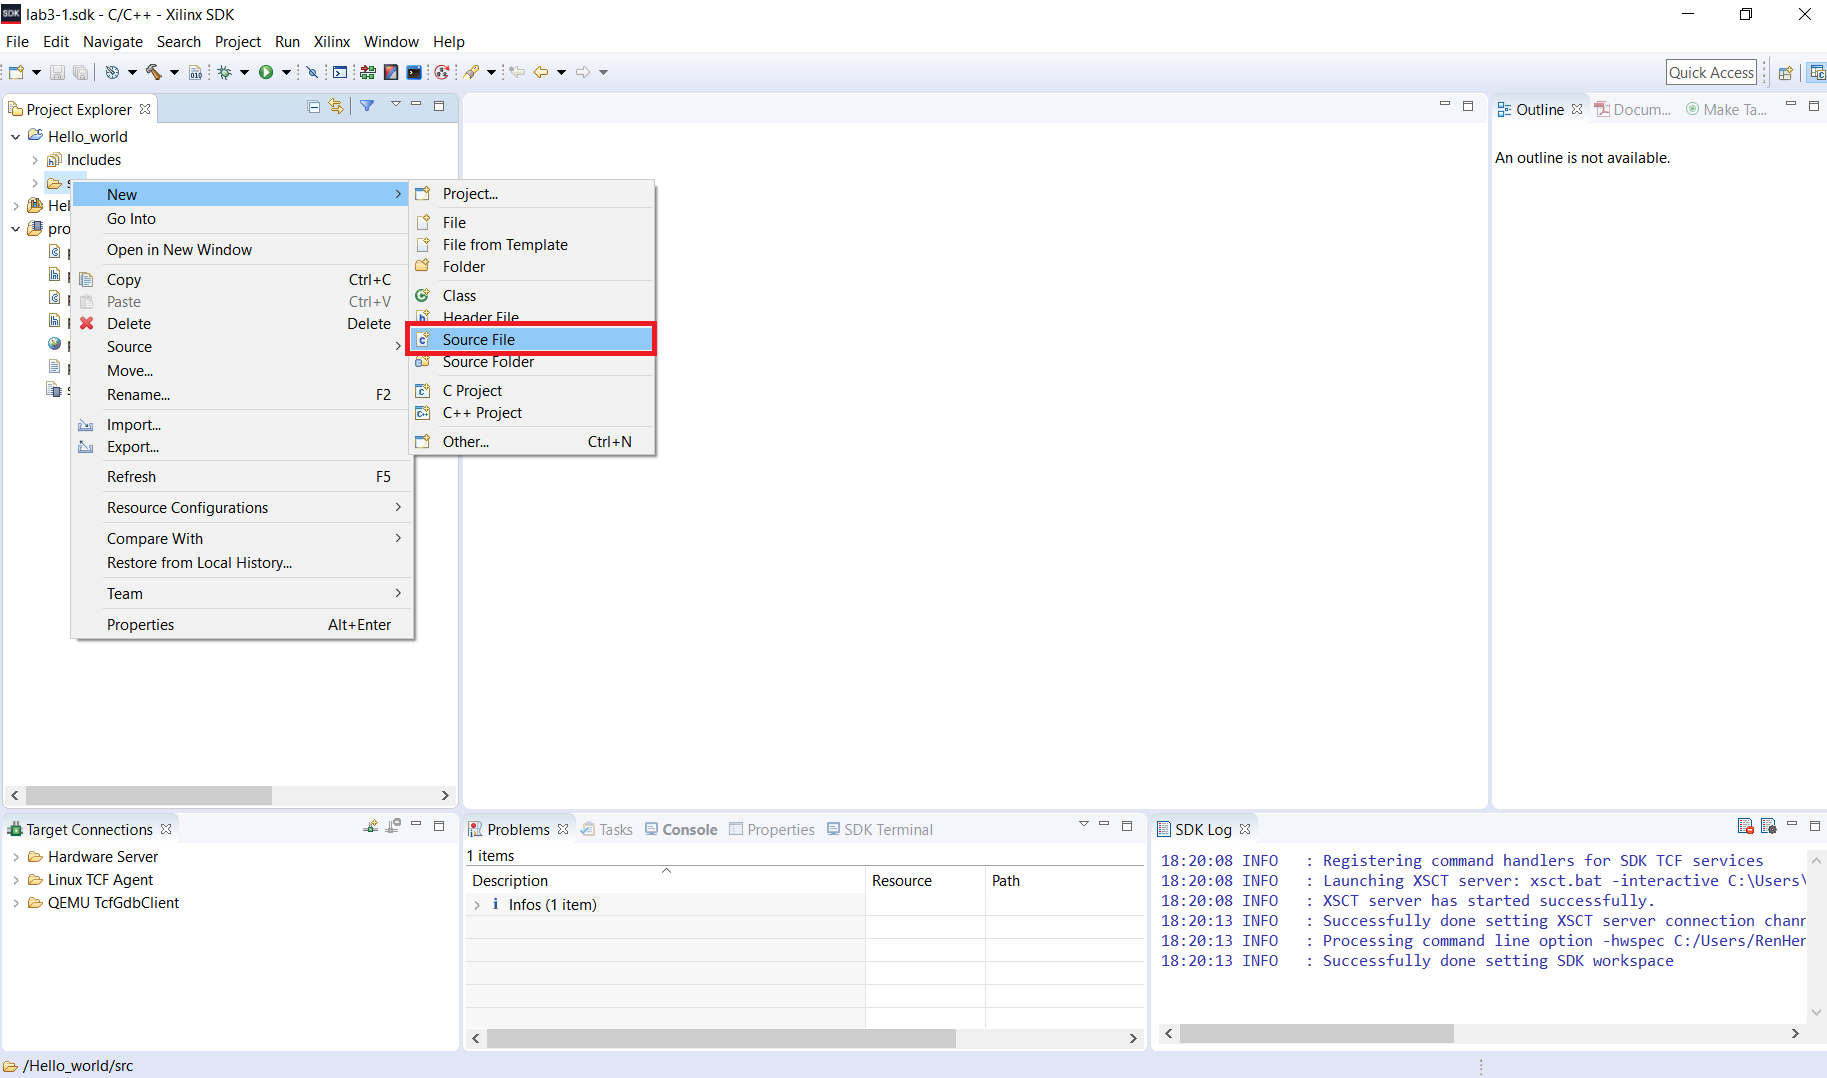 SDK lab3-1.sdk - C/C++ - Xilinx SDK
File Edit Navigate Search Project Run Xilinx Window Help
Quick Access
Project Explorer
Hello_world
Includes
s
Hel
pro
New
Go Into
Open in New Window
Copy Ctrl+C
Paste Ctrl+V
Delete Delete
Source
Move...
Rename... F2
Import...
Export...
Refresh F5
Resource Configurations
Compare With
Restore from Local History...
Team
Properties Alt+Enter
Project...
File
File from Template
Folder
Class
Header File
Source File
Source Folder
C Project
C++ Project
Other... Ctrl+N
Outline Docum... Make Ta...
An outline is not available.
Target Connections
Hardware Server
Linux TCF Agent
QEMU TcfGdbClient
Problems Tasks Console Properties SDK Terminal
1 items
Description Resource Path
Infos (1 item)
SDK Log
18:20:08 INFO : Registering command handlers for SDK TCF services
18:20:08 INFO : Launching XSCT server: xsct.bat -interactive C:\Users\
18:20:08 INFO : XSCT server has started successfully.
18:20:13 INFO : Successfully done setting XSCT server connection chan
18:20:13 INFO : Processing command line option -hwspec C:/Users/RenHer
18:20:13 INFO : Successfully done setting SDK workspace
/Hello_world/src